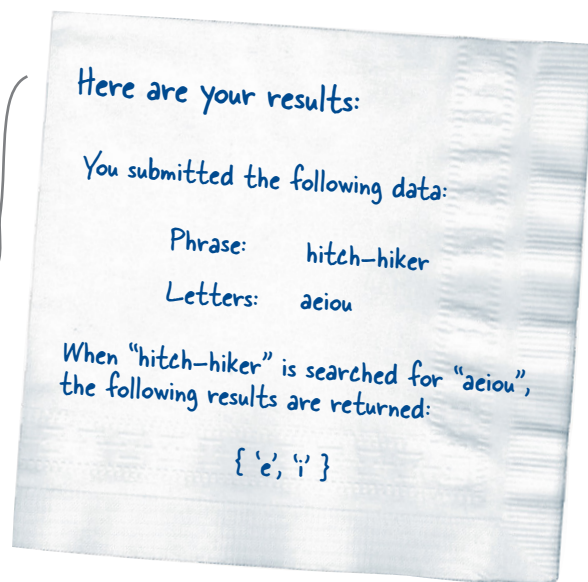 Here are your results:
You submitted the following data:
Phrase: hitch-hiker
Letters: aeiou
When “hitch-hiker” is searched for “aeiou”,
the following results are returned:
{ ‘e’, ‘i’ }